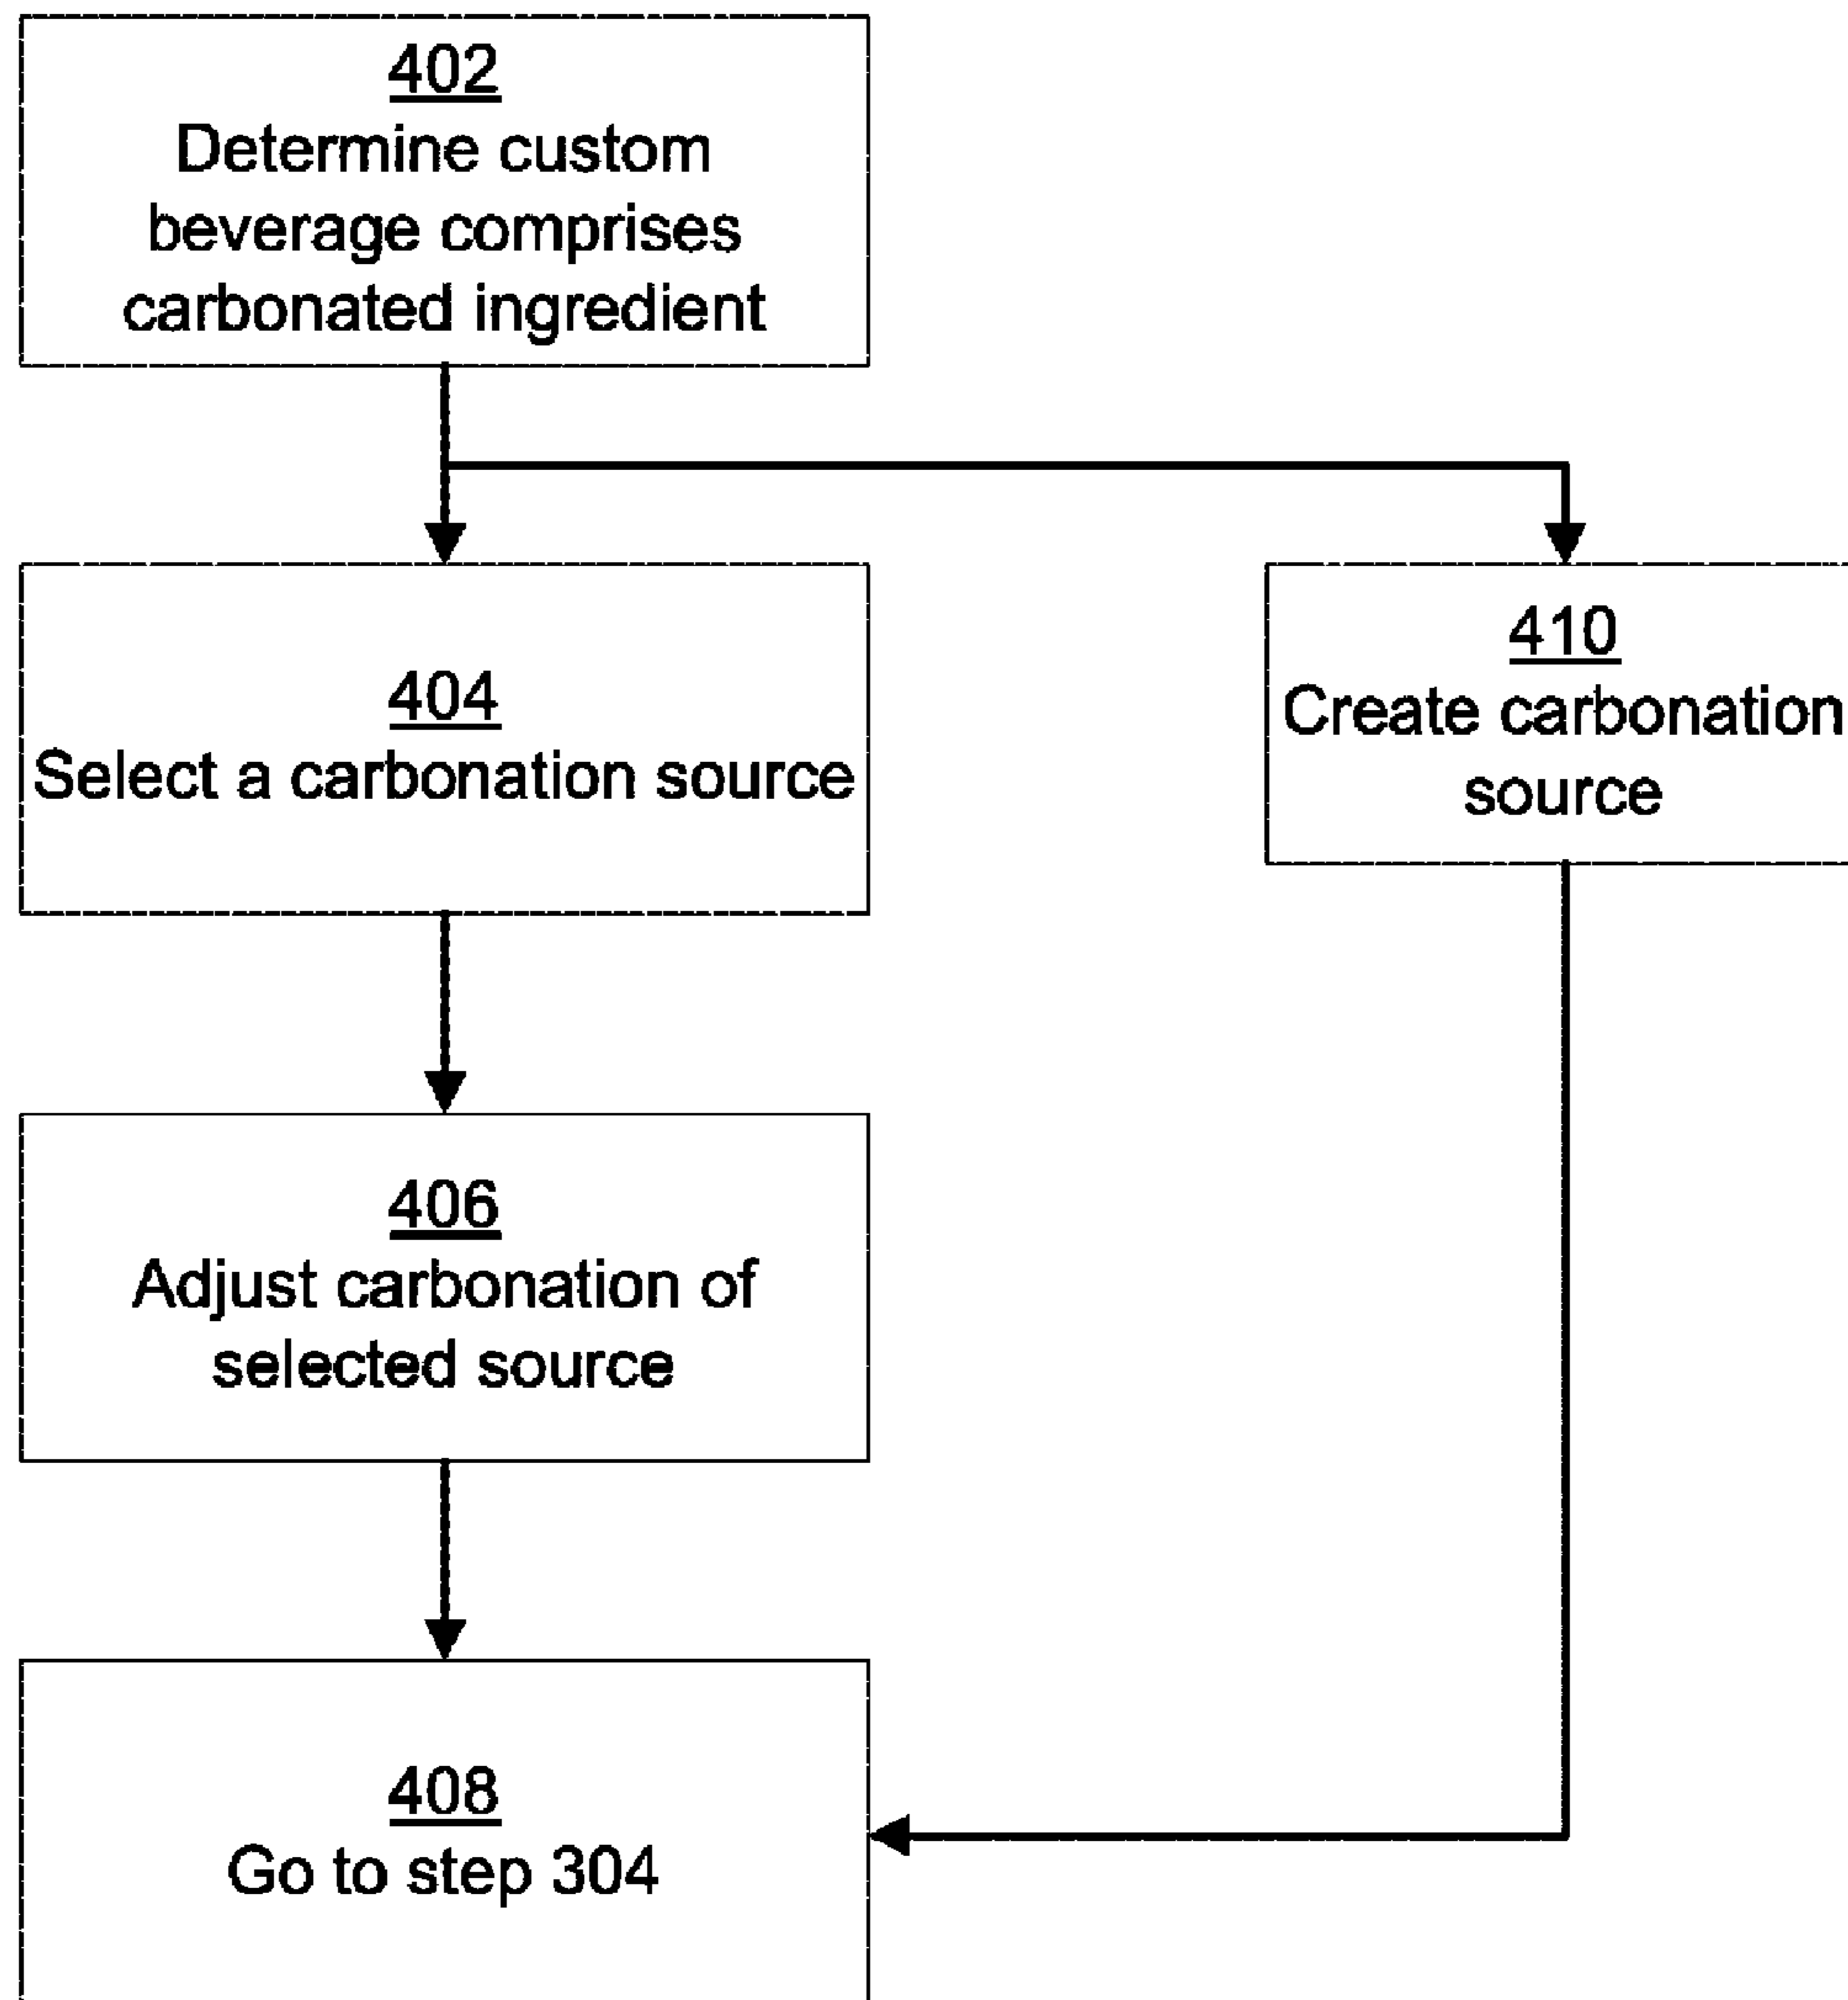 402
Determine custom
beverage comprises
carbonated ingredient
404
Select a carbonation source
410
Create carbonation
source
406
Adjust carbonation of
selected source
408
Go to step 304